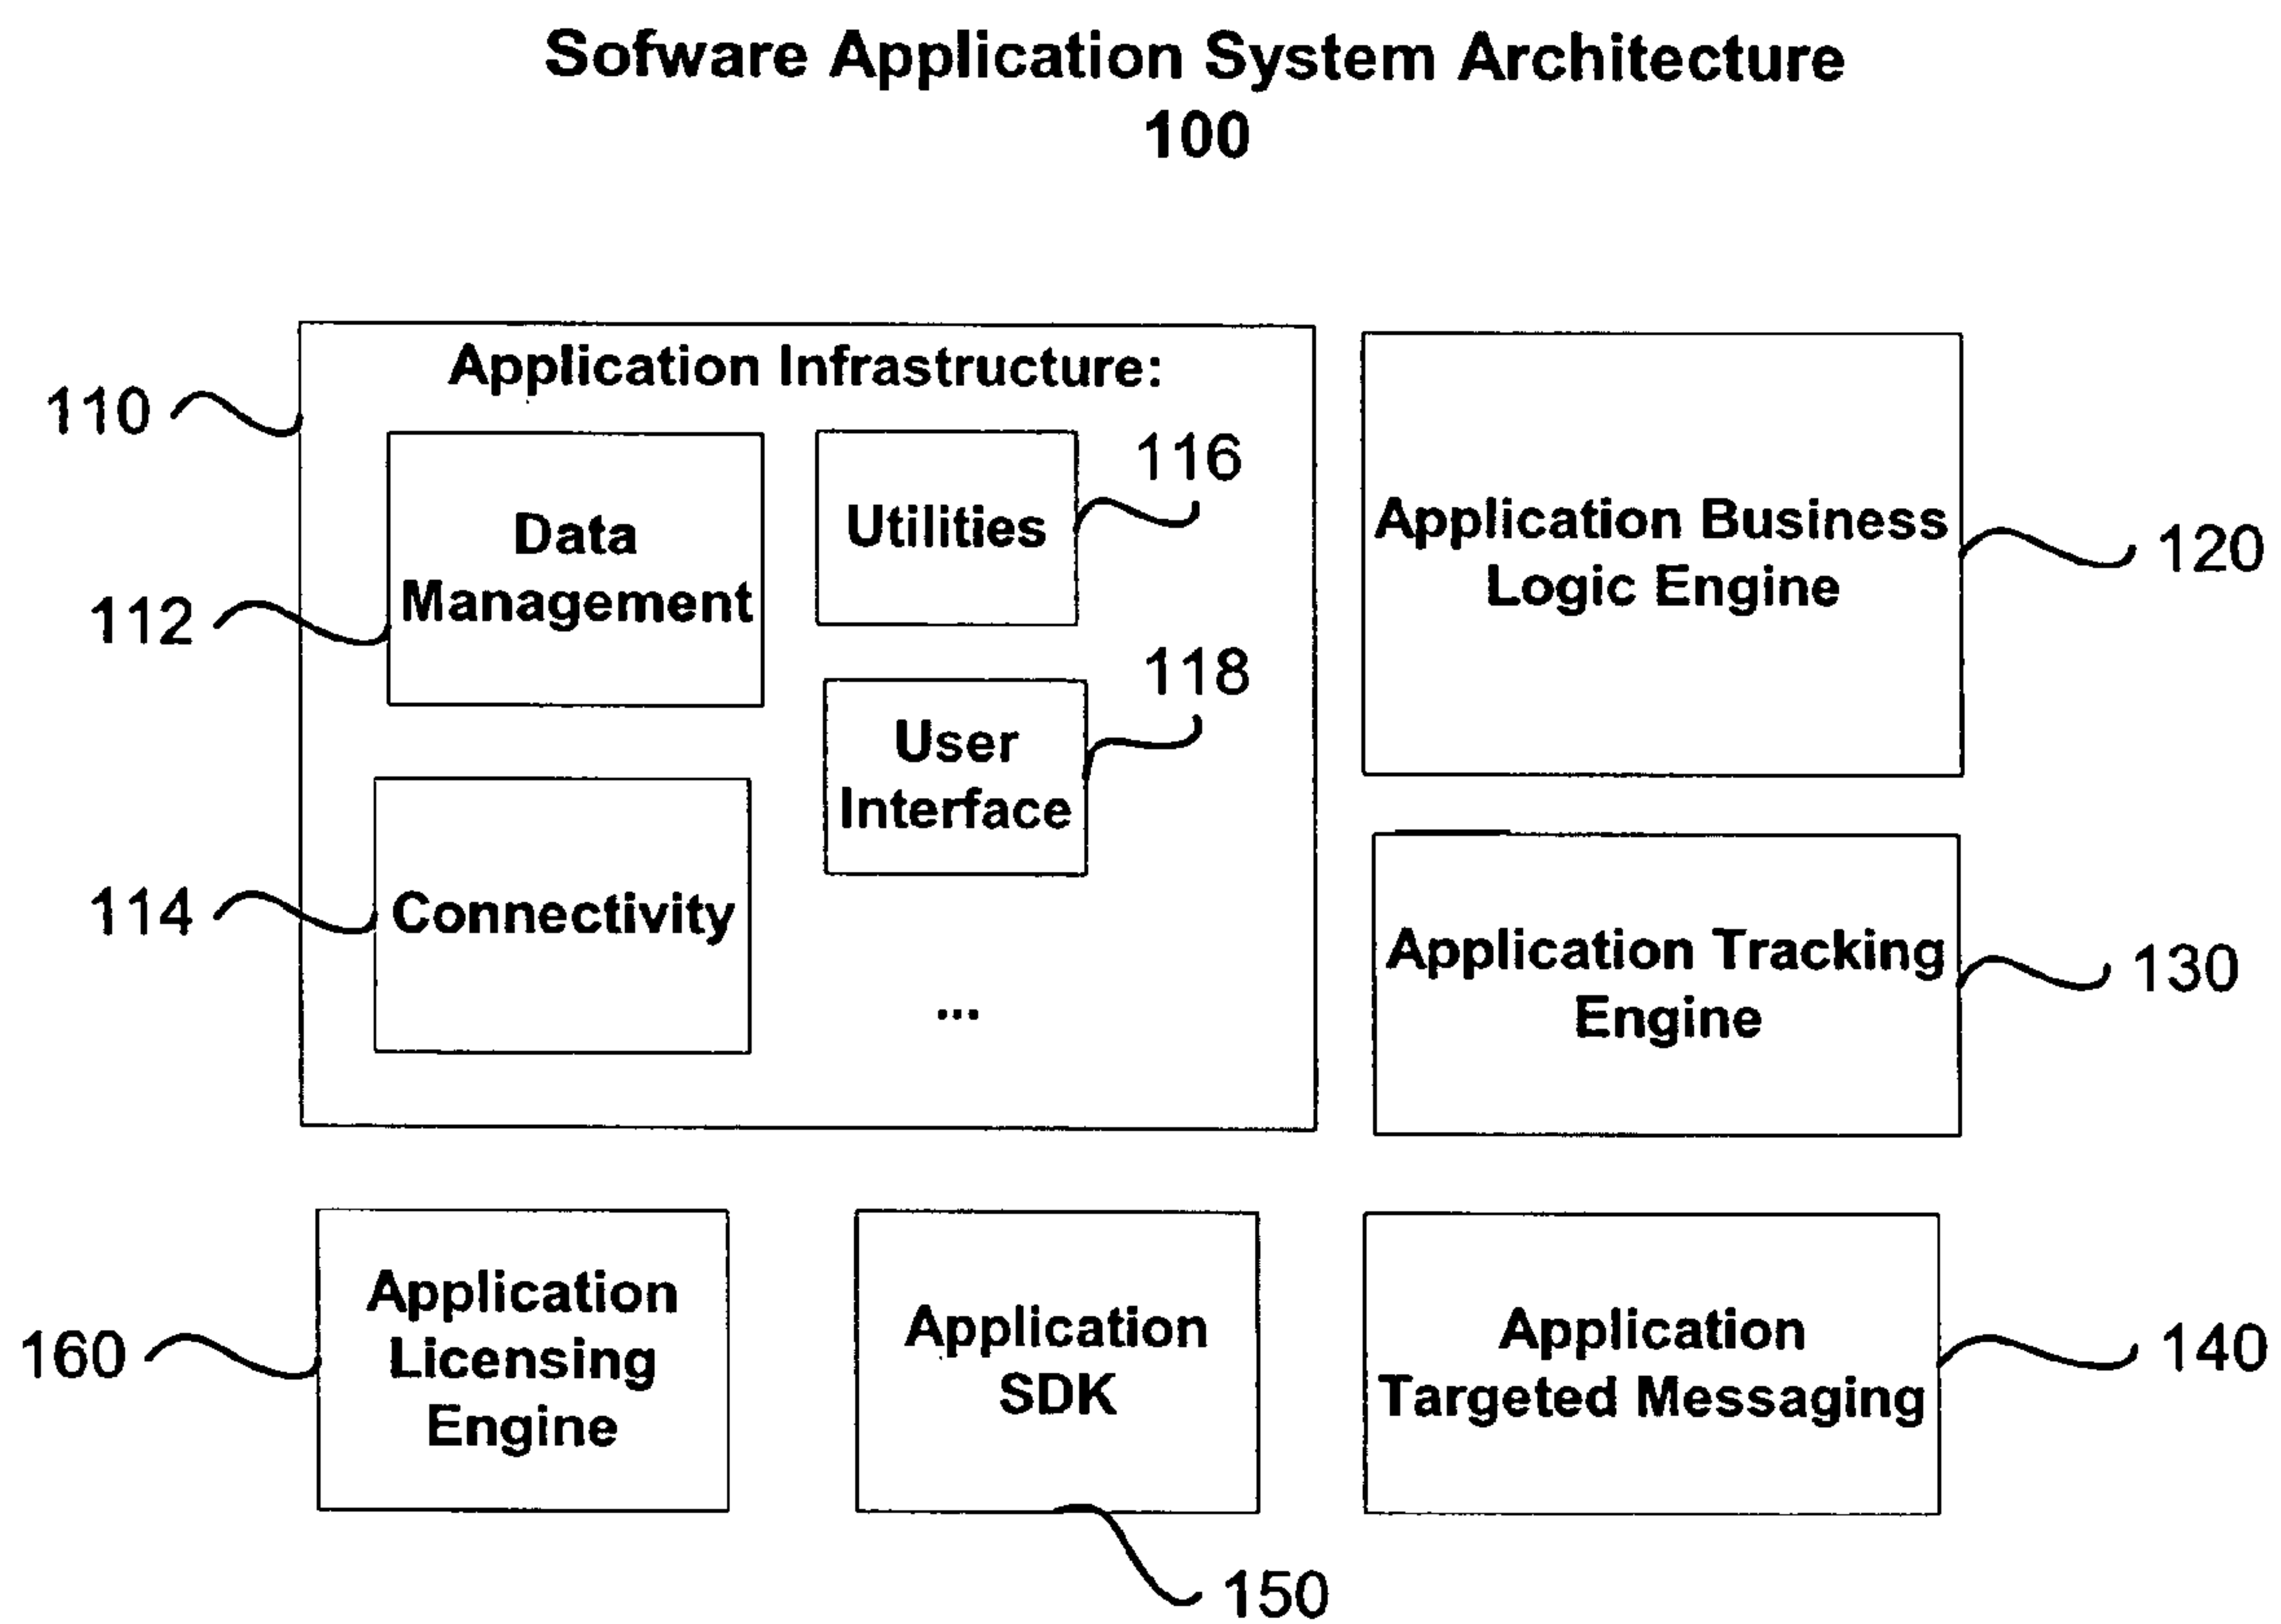 Sofware Application System Architecture
100
Application Infrastructure:
110
Data
Management
112
Utilities
116
User
Interface
118
Connectivity
114
...
Application Business
Logic Engine
120
Application Tracking
Engine
130
Application
Licensing
Engine
160
Application
SDK
150
Application
Targeted Messaging
140